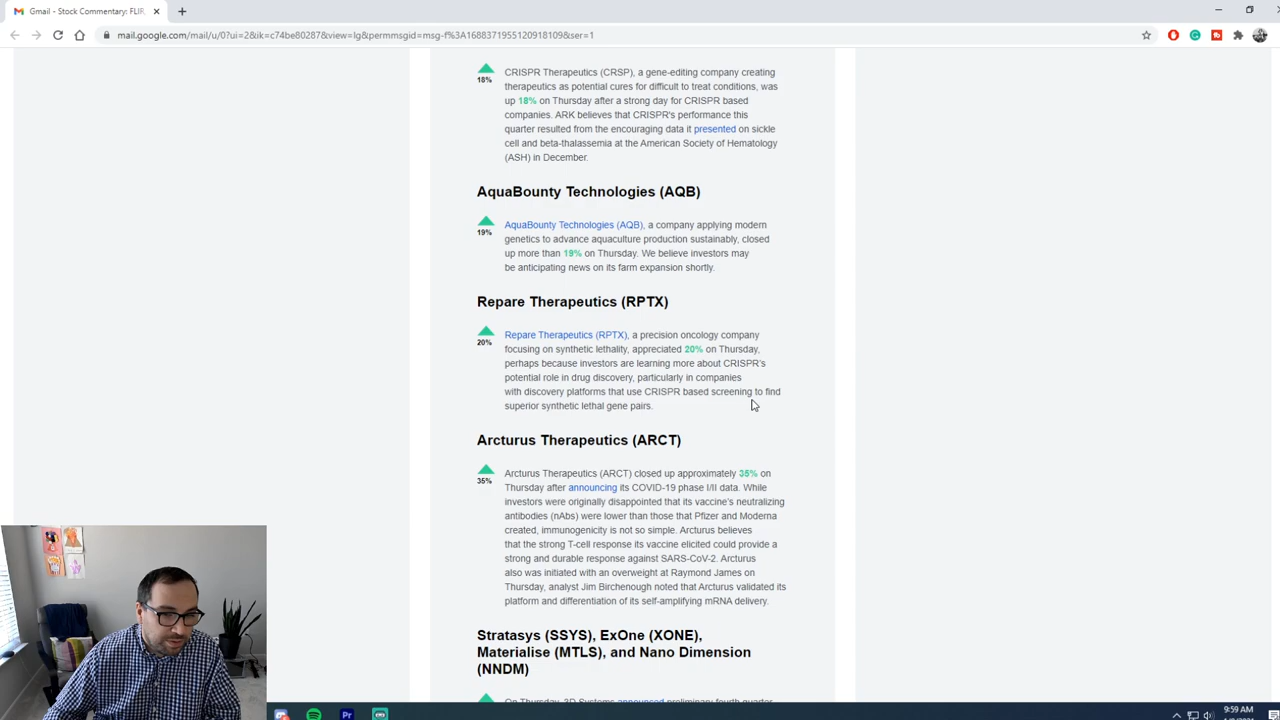 Gmail - Stock Commentary: FLIR,
mail.google.com/mail/u/0?ui=2&ik=c74be80287&view=lg&permmsgid=msg-f%3A1688371955120918109&ser=1
18%
CRISPR Therapeutics (CRSP), a gene-editing company creating
therapeutics as potential cures for difficult to treat conditions, was
up 18% on Thursday after a strong day for CRISPR based
companies. ARK believes that CRISPR's performance this
quarter resulted from the encouraging data it presented on sickle
cell and beta-thalassemia at the American Society of Hematology
(ASH) in December.
AquaBounty Technologies (AQB)
19%
AquaBounty Technologies (AQB), a company applying modern
genetics to advance aquaculture production sustainably, closed
up more than 19% on Thursday. We believe investors may
be anticipating news on its farm expansion shortly.
Repare Therapeutics (RPTX)
20%
Repare Therapeutics (RPTX), a precision oncology company
focusing on synthetic lethality, appreciated 20% on Thursday,
perhaps because investors are learning more about CRISPR's
potential role in drug discovery, particularly in companies
with discovery platforms that use CRISPR based screening to find
superior synthetic lethal gene pairs.
Arcturus Therapeutics (ARCT)
35%
Arcturus Therapeutics (ARCT) closed up approximately 35% on
Thursday after announcing its COVID-19 phase I/II data. While
investors were originally disappointed that its vaccine's neutralizing
antibodies (nAbs) were lower than those that Pfizer and Moderna
created, immunogenicity is not so simple. Arcturus believes
that the strong T-cell response its vaccine elicited could provide a
strong and durable response against SARS-CoV-2. Arcturus
also was initiated with an overweight at Raymond James on
Thursday, analyst Jim Birchenough noted that Arcturus validated its
platform and differentiation of its self-amplifying mRNA delivery.
Stratasys (SSYS), ExOne (XONE),
Materialise (MTLS), and Nano Dimension
(NNDM)
On Thursday, 3D Systems announced preliminary fourth quarter
Pr
9:59 AM